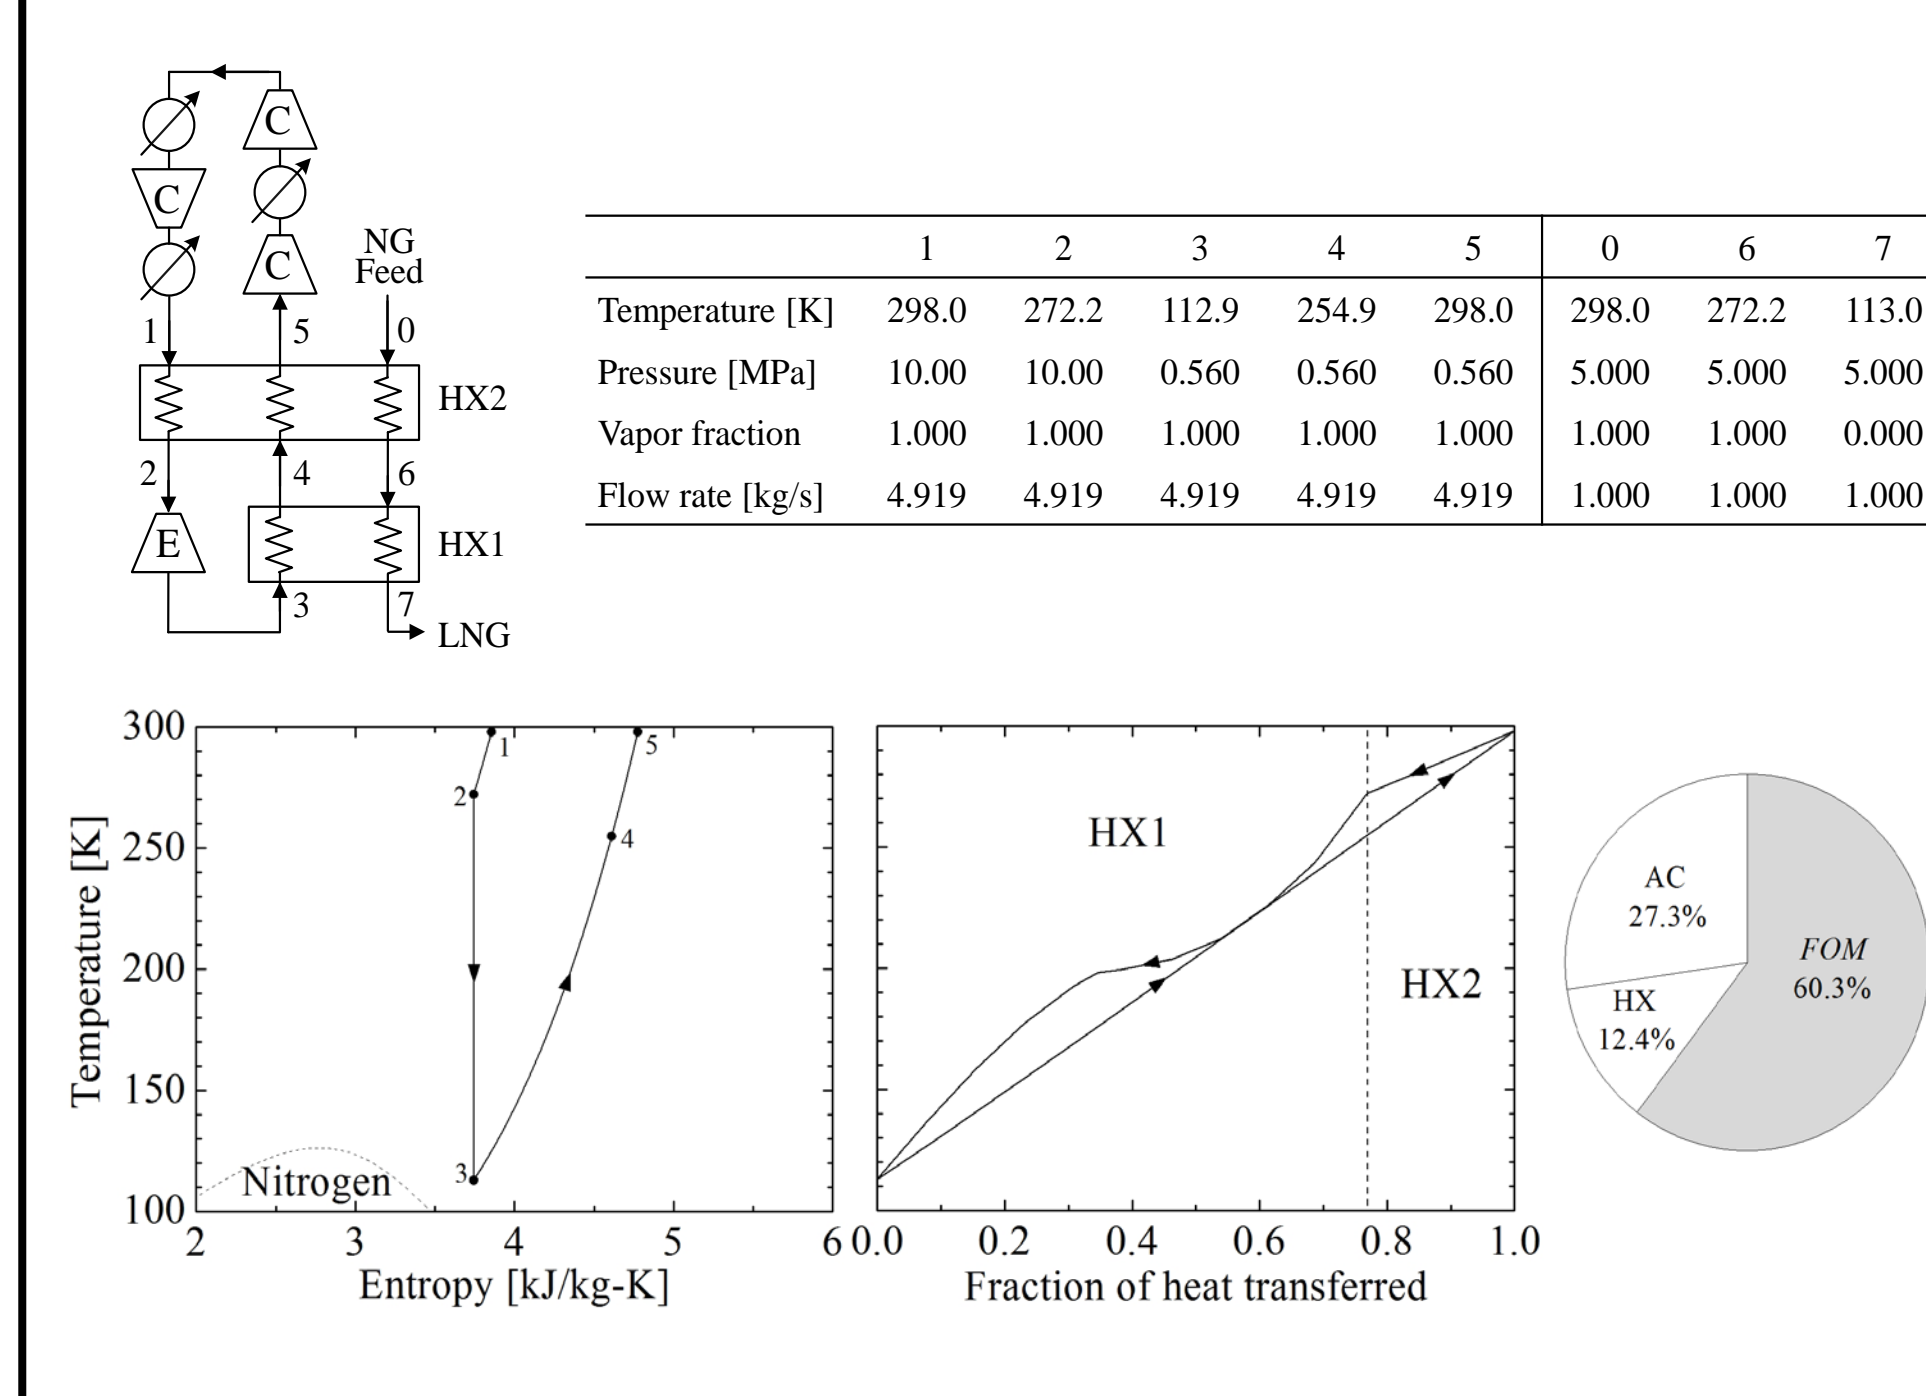 C
C
C
C
NG
Feed
1
5
0
HX2
2
4
6
E
HX1
3
7
LNG
1 2 3 4 5 0 6 7
Temperature [K] 298.0 272.2 112.9 254.9 298.0 298.0 272.2 113.0
Pressure [MPa] 10.00 10.00 0.560 0.560 0.560 5.000 5.000 5.000
Vapor fraction 1.000 1.000 1.000 1.000 1.000 1.000 1.000 0.000
Flow rate [kg/s] 4.919 4.919 4.919 4.919 4.919 1.000 1.000 1.000
Temperature [K]
300
250
200
150
100
1
5
2
4
3
Nitrogen
2 3 4 5 6
Entropy [kJ/kg-K]
HX1
HX2
0.0 0.2 0.4 0.6 0.8 1.0
Fraction of heat transferred
AC
27.3%
FOM
60.3%
HX
12.4%